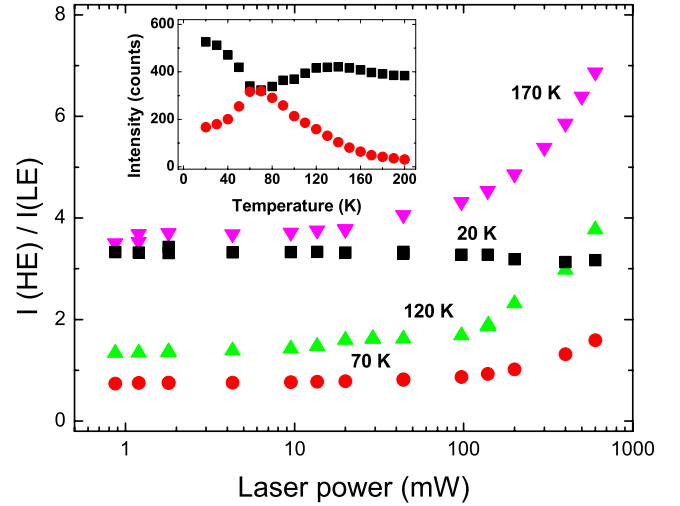 8
6
4
2
0
I (HE) / I(LE)
1
10
100
1000
Laser power (mW)
170 K
20 K
120 K
70 K
600
400
200
0
Intensity (counts)
0 40 80 120 160 200
Temperature (K)